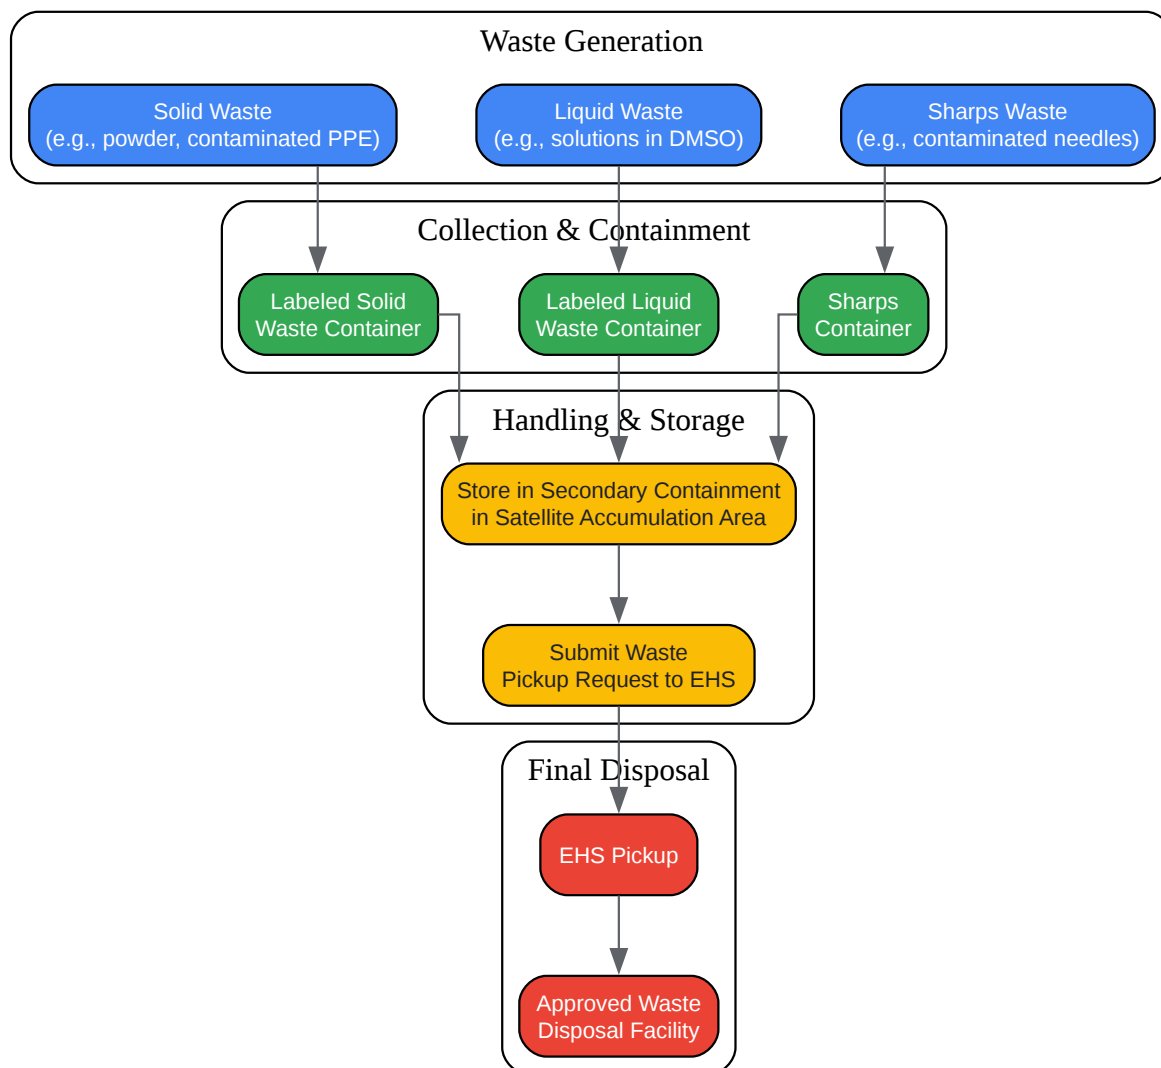 Waste Generation
Solid Waste
(e.g., powder, contaminated PPE)
Liquid Waste
(e.g., solutions in DMSO)
Sharps Waste
(e.g., contaminated needles)
Collection & Containment
Labeled Solid
Waste Container
Labeled Liquid
Waste Container
Sharps
Container
Handling & Storage
Store in Secondary Containment
in Satellite Accumulation Area
Submit Waste
Pickup Request to EHS
Final Disposal
EHS Pickup
Approved Waste
Disposal Facility